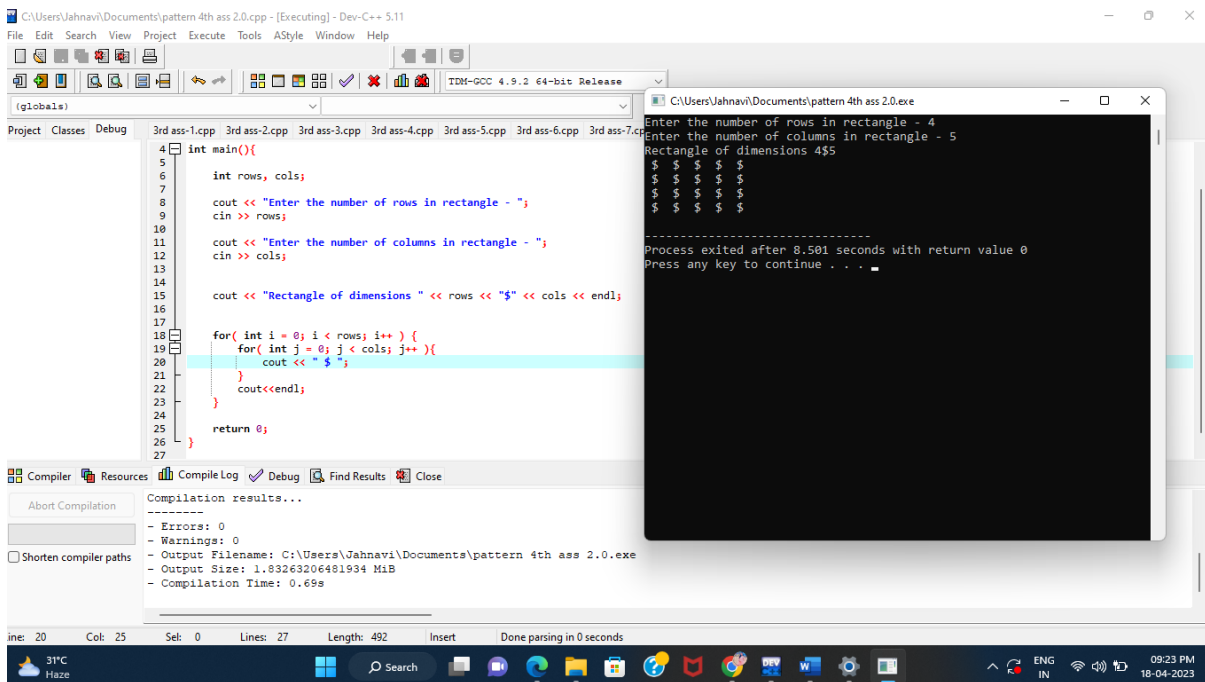 C:\Users\Jahnavi\Documents\pattern 4th ass 2.0.cpp - [Executing] - Dev-C++ 5.11
File Edit Search View Project Execute Tools AStyle Window Help
TDM-GCC 4.9.2 64-bit Release
(globals)
Project Classes Debug
3rd ass-1.cpp 3rd ass-2.cpp 3rd ass-3.cpp 3rd ass-4.cpp 3rd ass-5.cpp 3rd ass-6.cpp 3rd ass-7.cp
4 int main(){
5
6 int rows, cols;
7
8 cout << "Enter the number of rows in rectangle - ";
9 cin >> rows;
10
11 cout << "Enter the number of columns in rectangle - ";
12 cin >> cols;
13
14
15 cout << "Rectangle of dimensions " << rows << "$" << cols << endl;
16
17
18 for( int i = 0; i < rows; i++ ) {
19 for( int j = 0; j < cols; j++ ){
20 cout << " $ ";
21 }
22 cout<<endl;
23 }
24
25 return 0;
26 }
27
C:\Users\Jahnavi\Documents\pattern 4th ass 2.0.exe
Enter the number of rows in rectangle - 4
Enter the number of columns in rectangle - 5
Rectangle of dimensions 4$5
$ $ $ $ $
$ $ $ $ $
$ $ $ $ $
$ $ $ $ $
--------------------------------
Process exited after 8.501 seconds with return value 0
Press any key to continue . . .
Compiler Resources Compile Log Debug Find Results Close
Abort Compilation
Shorten compiler paths
Compilation results...
--------
- Errors: 0
- Warnings: 0
- Output Filename: C:\Users\Jahnavi\Documents\pattern 4th ass 2.0.exe
- Output Size: 1.83263206481934 MiB
- Compilation Time: 0.69s
ine: 20 Col: 25 Sel: 0 Lines: 27 Length: 492 Insert Done parsing in 0 seconds
31°C
Haze
Search
DEV
W
ENG
IN
09:23 PM
18-04-2023